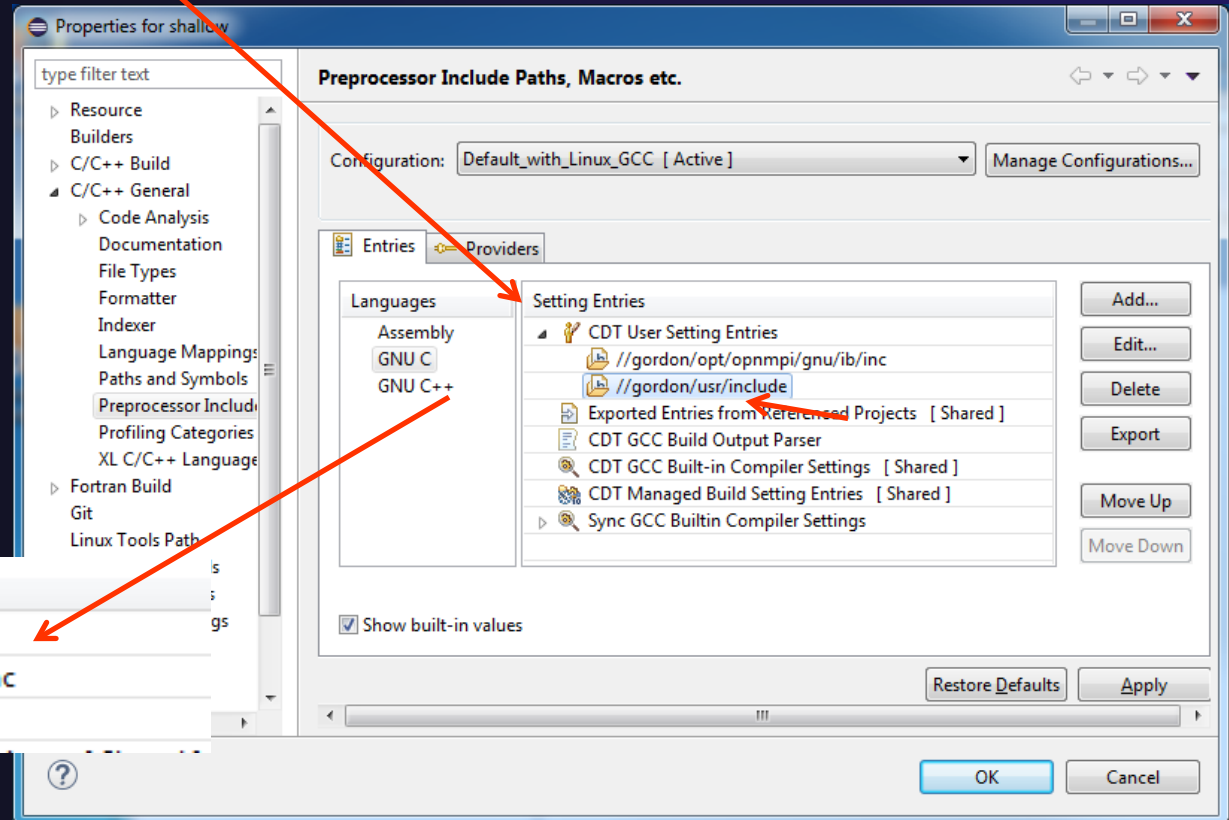 Properties for shallow
type filter text
Resource
Builders
C/C++ Build
C/C++ General
Code Analysis
Documentation
File Types
Formatter
Indexer
Language Mappings
Paths and Symbols
Preprocessor Include
Profiling Categories
XL C/C++ Language
Fortran Build
Git
Linux Tools Path
s
s
gs
c
Preprocessor Include Paths, Macros etc.
Configuration: Default_with_Linux_GCC [ Active ] Manage Configurations...
Entries Providers
Languages
Assembly
GNU C
GNU C++
Setting Entries
CDT User Setting Entries
//gordon/opt/opnmpi/gnu/ib/inc
//gordon/usr/include
Exported Entries from Referenced Projects [ Shared ]
CDT GCC Build Output Parser
CDT GCC Built-in Compiler Settings [ Shared ]
CDT Managed Build Setting Entries [ Shared ]
Sync GCC Builtin Compiler Settings
Add...
Edit...
Delete
Export
Move Up
Move Down
Show built-in values
Restore Defaults Apply
OK Cancel